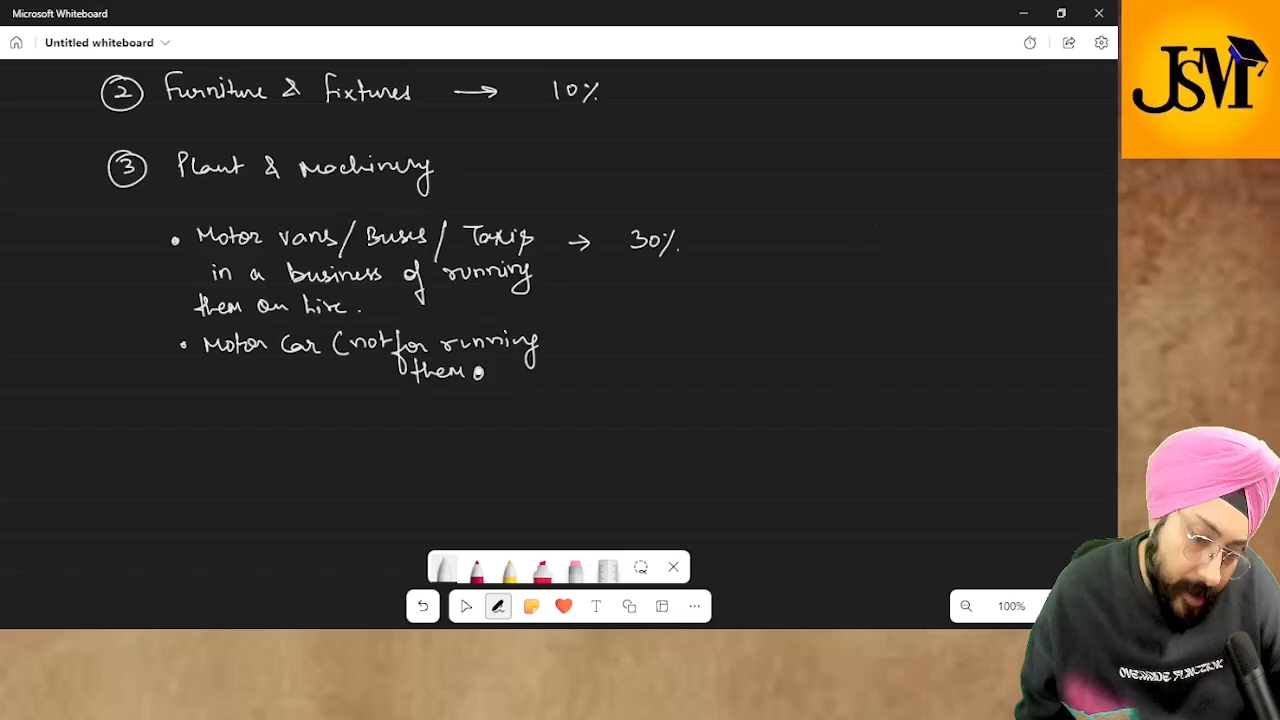 Microsoft Whiteboard
Untitled whiteboard
JSM
② Furniture & Fixtures → 10%
③ Plant & Machinery
• Motor vans/Buses/Taxis → 30%
in a business of running
them on hire.
• Motor Car (not for running
them
100%